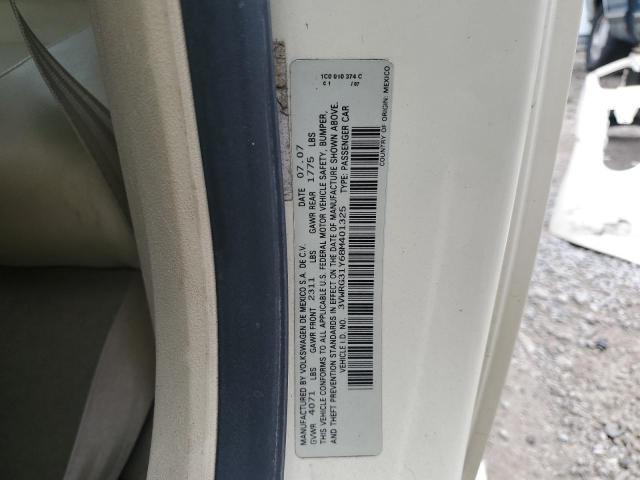 MANUFACTURED BY VOLKSWAGEN DE MEXICO S.A. DE C.V. DATE 07.07
GVWR 4071 LBS GAWR FRONT 2311 LBS GAWR REAR 1775 LBS
THIS VEHICLE CONFORMS TO ALL APPLICABLE U.S. FEDERAL MOTOR VEHICLE SAFETY, BUMPER,
AND THEFT PREVENTION STANDARDS IN EFFECT ON THE DATE OF MANUFACTURE SHOWN ABOVE.
VEHICLE I.D. NO. 3VWRG31Y68M401325 TYPE: PASSENGER CAR
1C0 010 374 C
C 1 / 07
COUNTRY OF ORIGIN: MEXICO